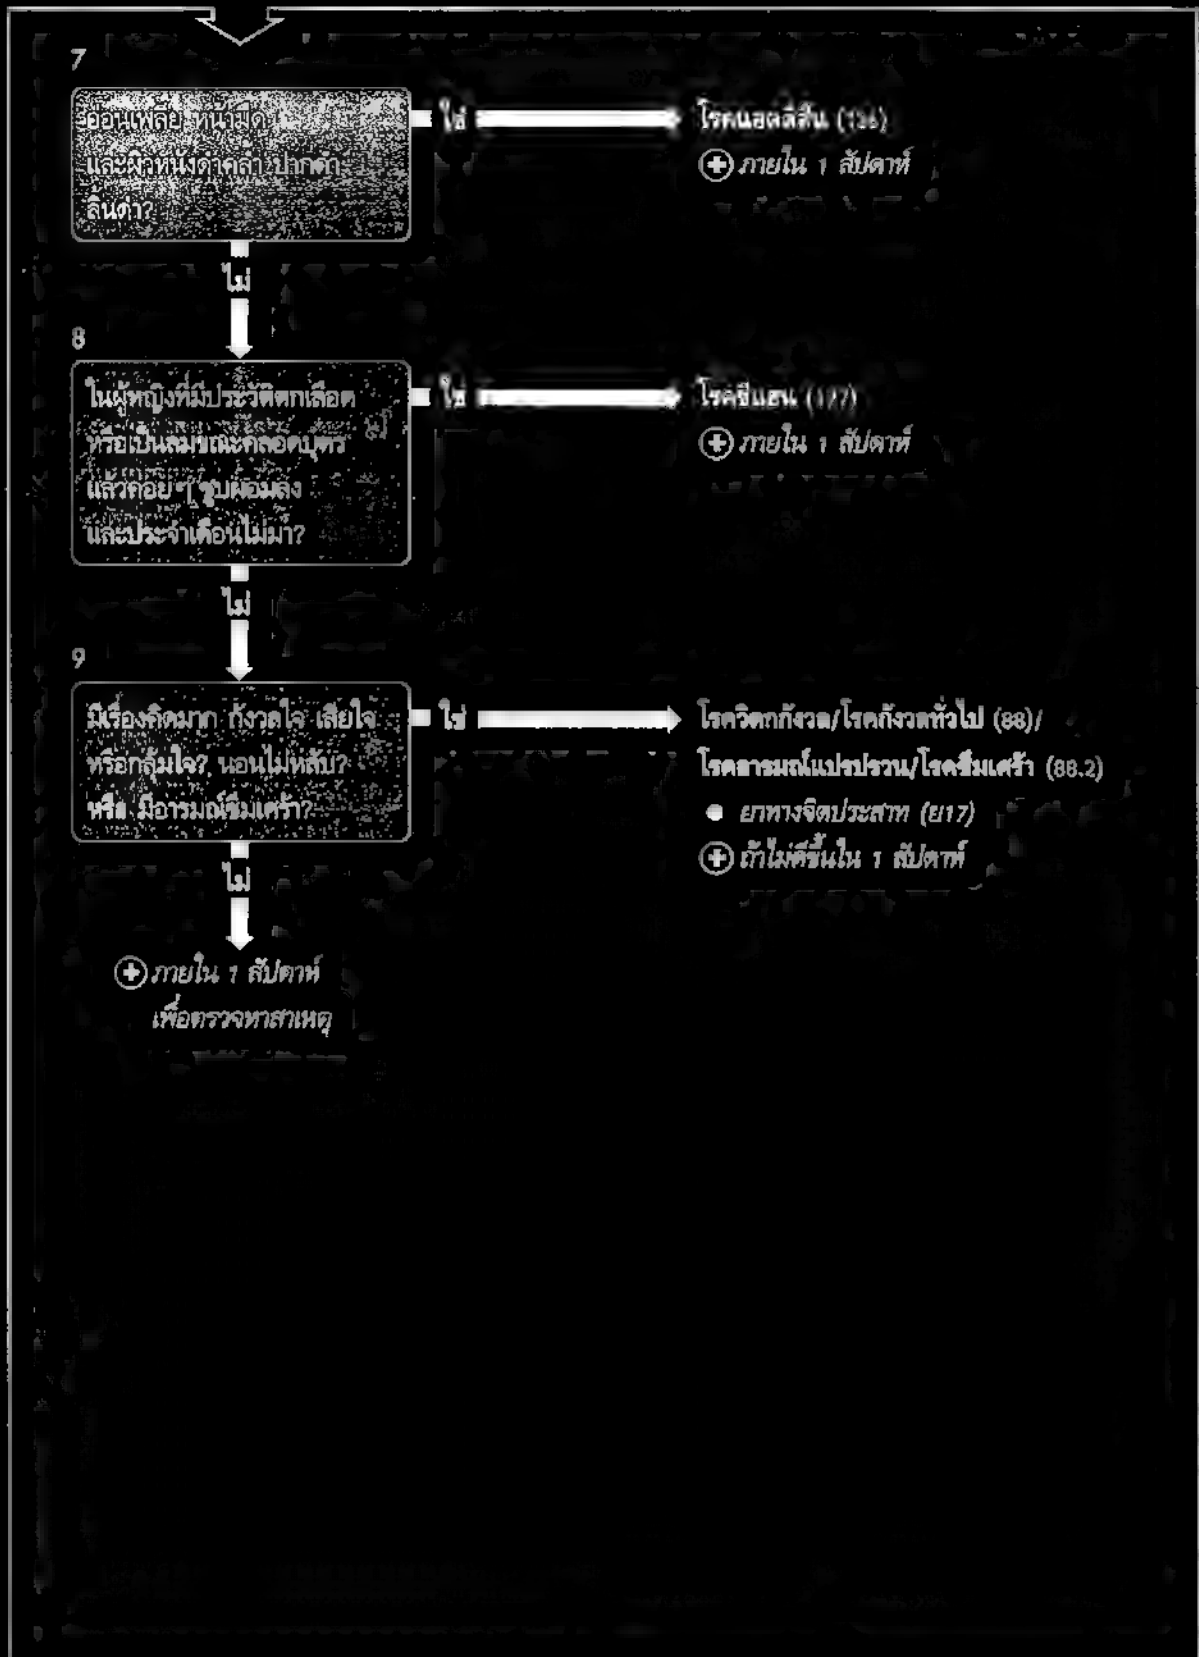 7
อ่อนเพลีย หน้ามืด
และผิวหนังดำคล้ำ ปากดำ
ลิ้นดำ?
ใช่
โรคแอดดิสัน (126)
+ ภายใน 1 สัปดาห์
ไม่
8
ในผู้หญิงที่มีประวัติตกเลือด
หรือเป็นลมขณะคลอดบุตร
แล้วค่อย ๆ ซูบผอมลง
และประจำเดือนไม่มา?
ใช่
โรคชีแฮน (127)
+ ภายใน 1 สัปดาห์
ไม่
9
มีเรื่องคิดมาก กังวลใจ เสียใจ
หรือกลุ้มใจ?, นอนไม่หลับ?
หรือ มีอารมณ์ซึมเศร้า?
ใช่
โรควิตกกังวล/โรคกังวลทั่วไป (88)/
โรคอารมณ์แปรปรวน/โรคซึมเศร้า (88.2)
● ยาทางจิตประสาท (ย17)
+ ถ้าไม่ดีขึ้นใน 1 สัปดาห์
ไม่
+ ภายใน 1 สัปดาห์
เพื่อตรวจหาสาเหตุ